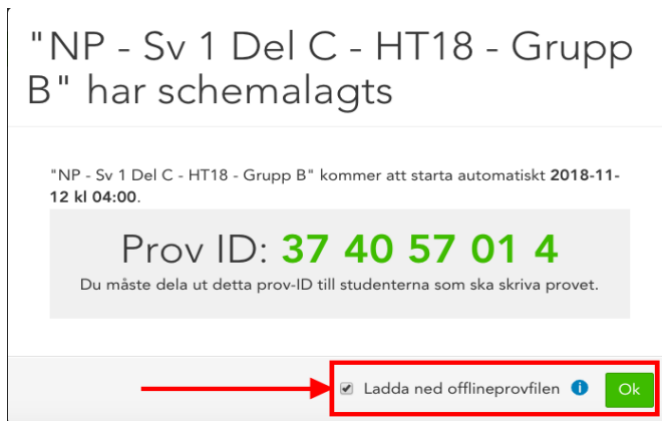 "NP - Sv 1 Del C - HT18 - Grupp
B" har schemalagts
"NP - Sv 1 Del C - HT18 - Grupp B" kommer att starta automatiskt 2018-11-
12 kl 04:00.
Prov ID: 37 40 57 01 4
Du måste dela ut detta prov-ID till studenterna som ska skriva provet.
Ladda ned offlineprovfilen i Ok